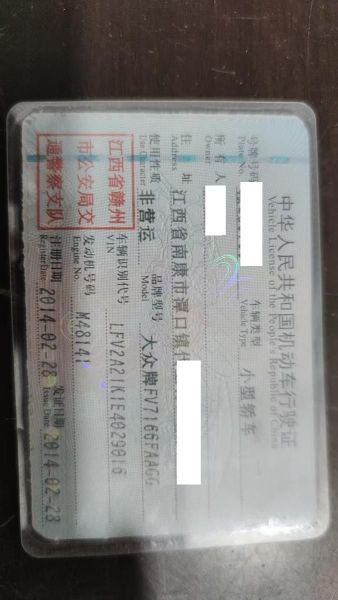 中华人民共和国机动车行驶证
Vehicle License of the People's Republic of China
号牌号码 车辆类型 小型轿车
Plate No. Vehicle Type
所有人
Owner
住址 江西省南康市潭口镇
Address
使用性质 非营运 品牌型号 大众牌FV7166FAAGG
Use Character Model
江西省赣州
市公安局交
通警察支队
车辆识别代号 LFV2A21K1E4029016
VIN
发动机号码 M48141
Engine No.
注册日期 2014-02-28 发证日期 2014-02-28
Register Date Issue Date